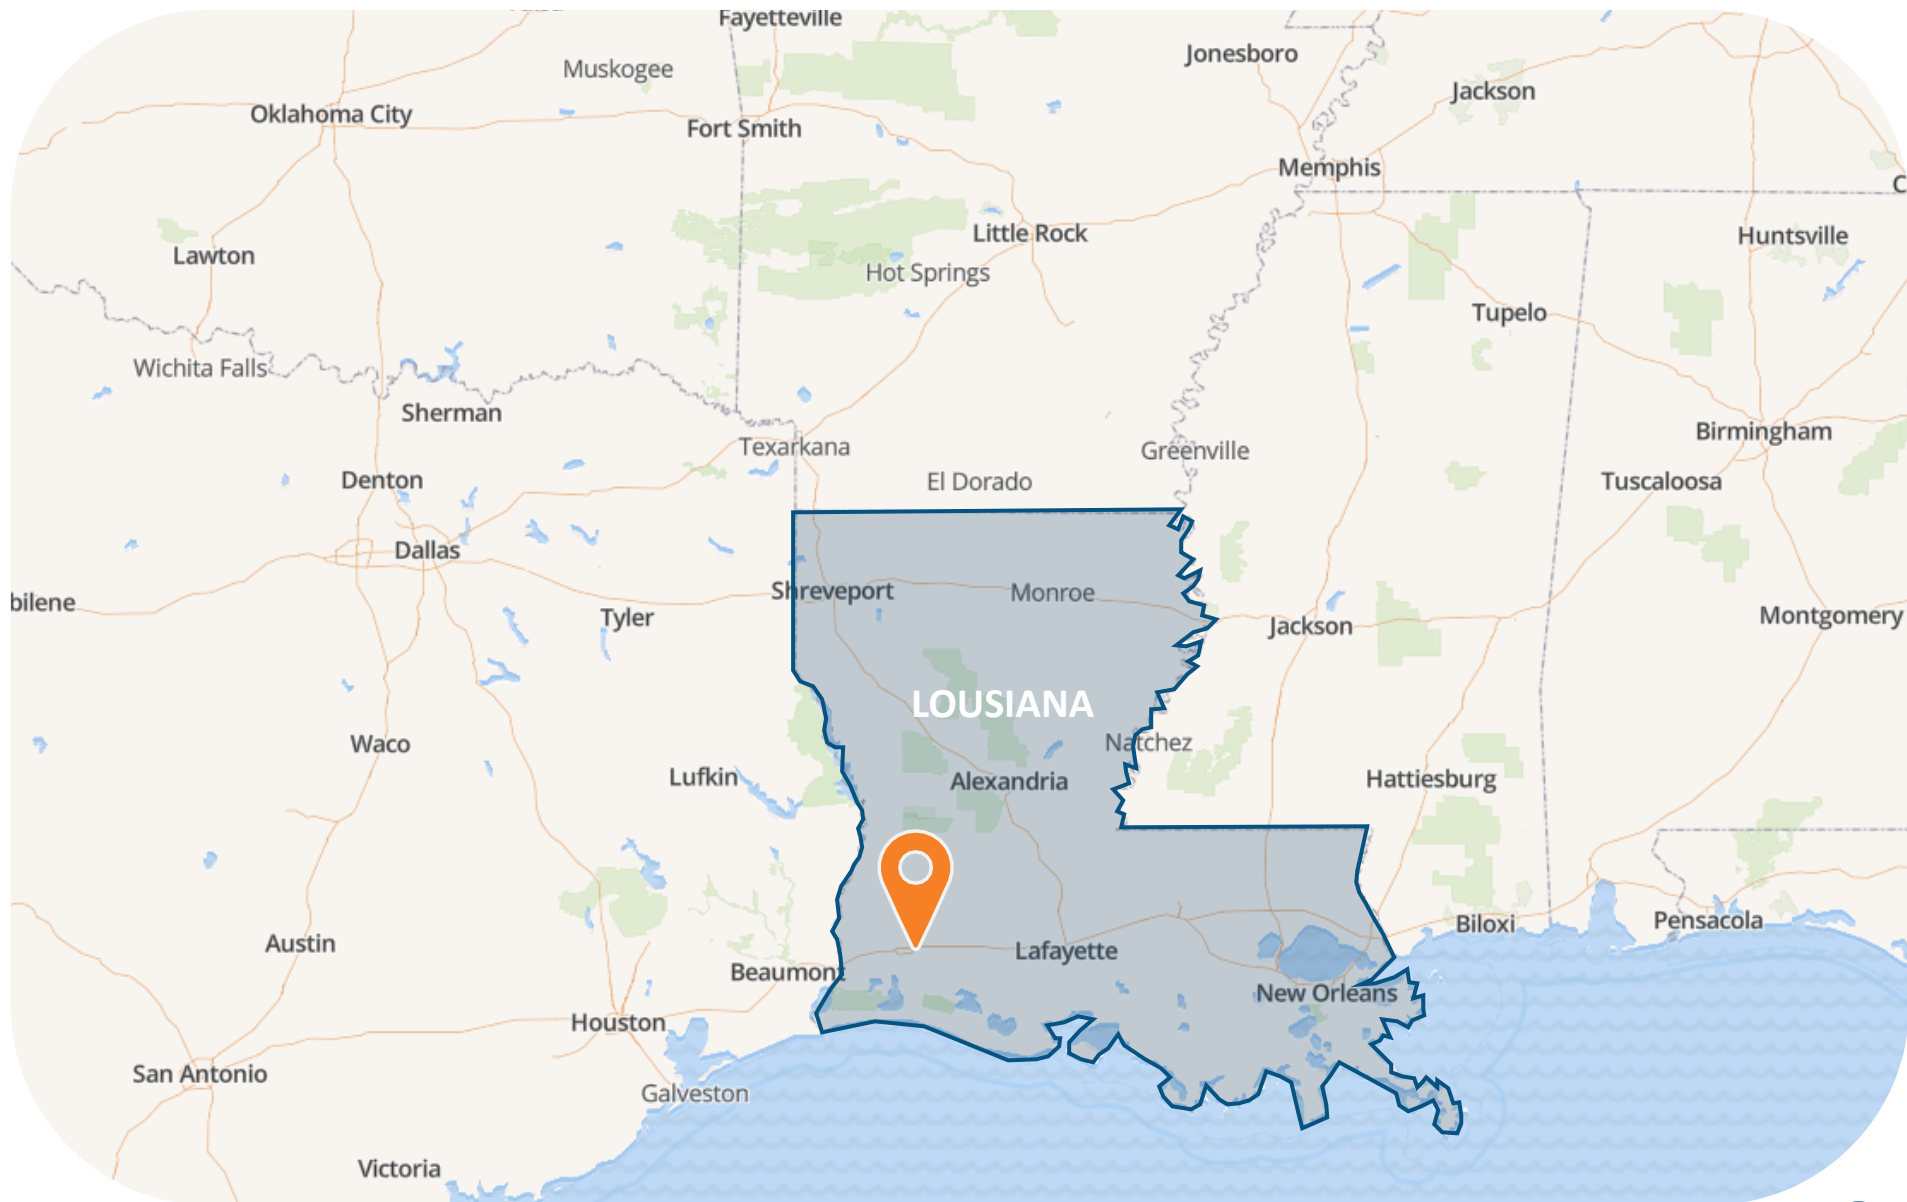 Fayetteville
Jonesboro
Muskogee
Jackson
Oklahoma City
Fort Smith
Memphis
Little Rock
Huntsville
Lawton
Hot Springs
Tupelo
Wichita Falls
Sherman
Birmingham
Texarkana
Greenville
Denton
El Dorado
Tuscaloosa
Dallas
Shreveport
Monroe
bilene
Tyler
Jackson
Montgomery
LOUSIANA
Waco
Natchez
Lufkin
Alexandria
Hattiesburg
Austin
Biloxi
Pensacola
Lafayette
Beaumont
New Orleans
Houston
San Antonio
Galveston
Victoria